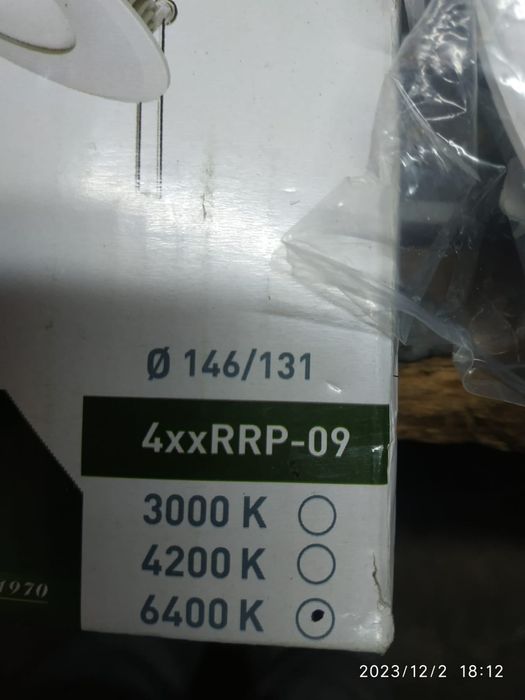 Ø 146/131
4xxRRP-09
3000 K
4200 K
6400 K
1970
2023/12/2 18:12